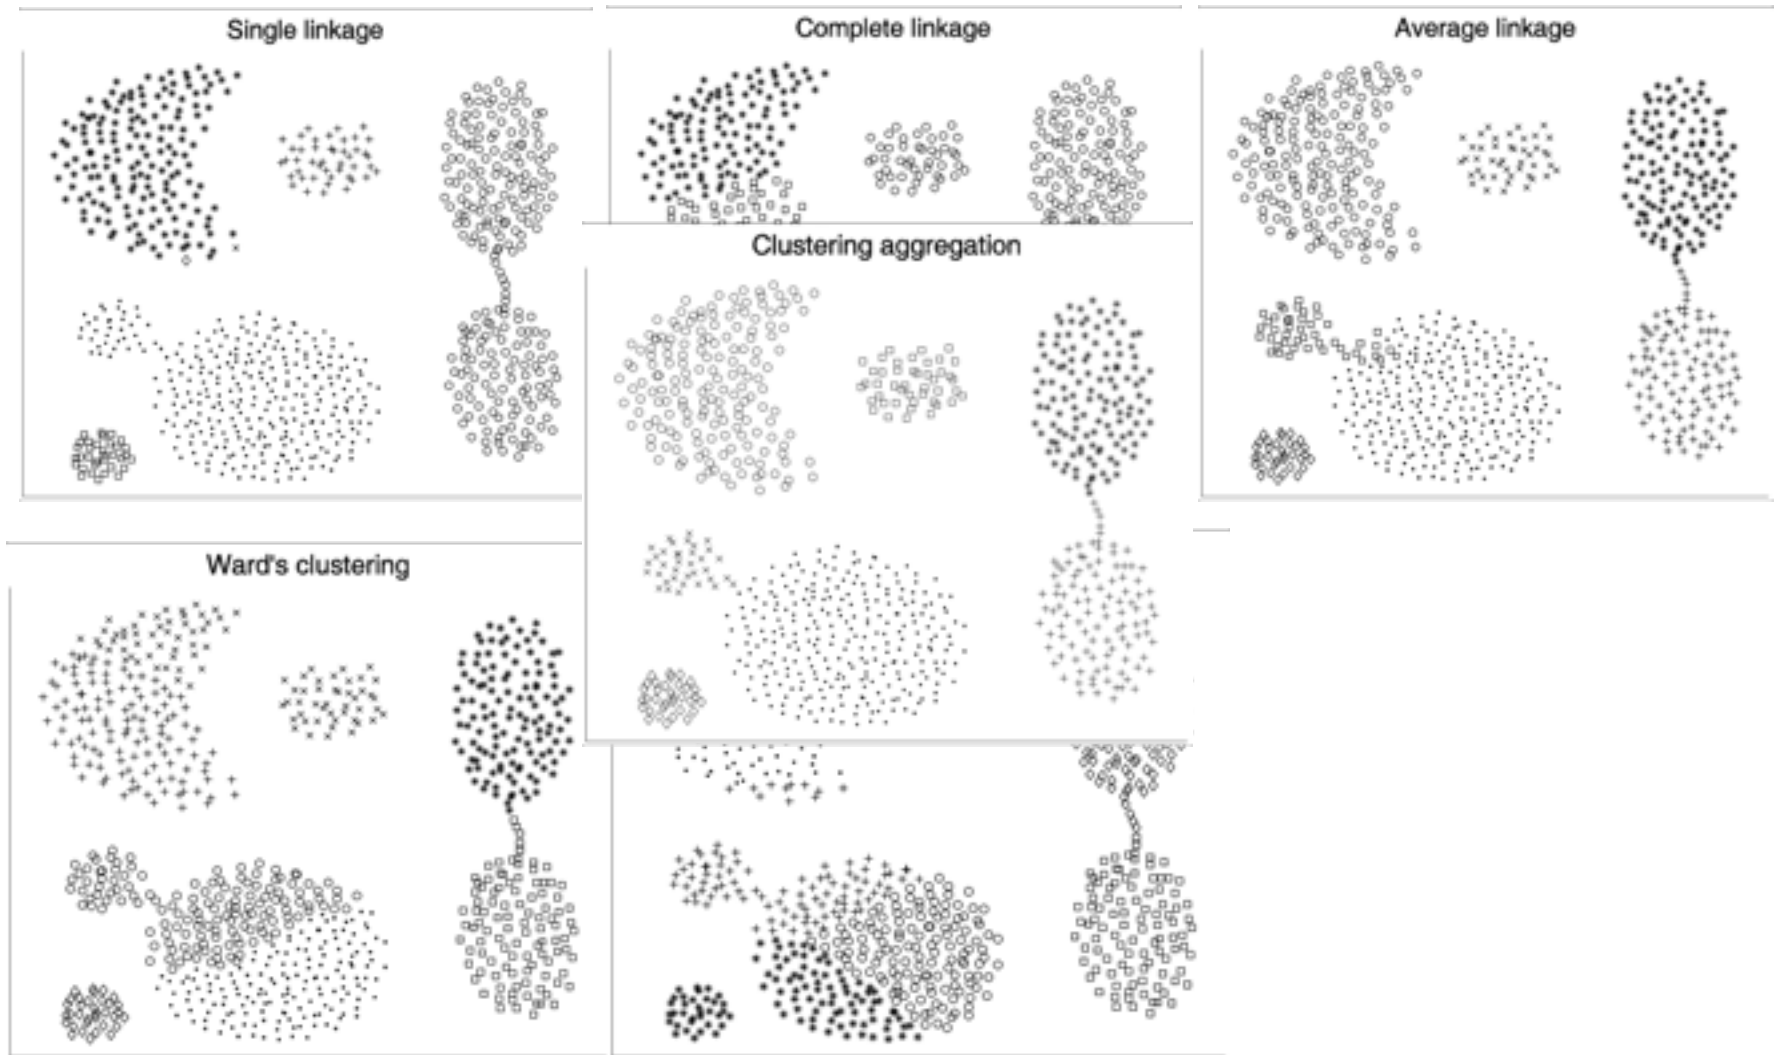 Single linkage
Complete linkage
Average linkage
Clustering aggregation
Ward's clustering